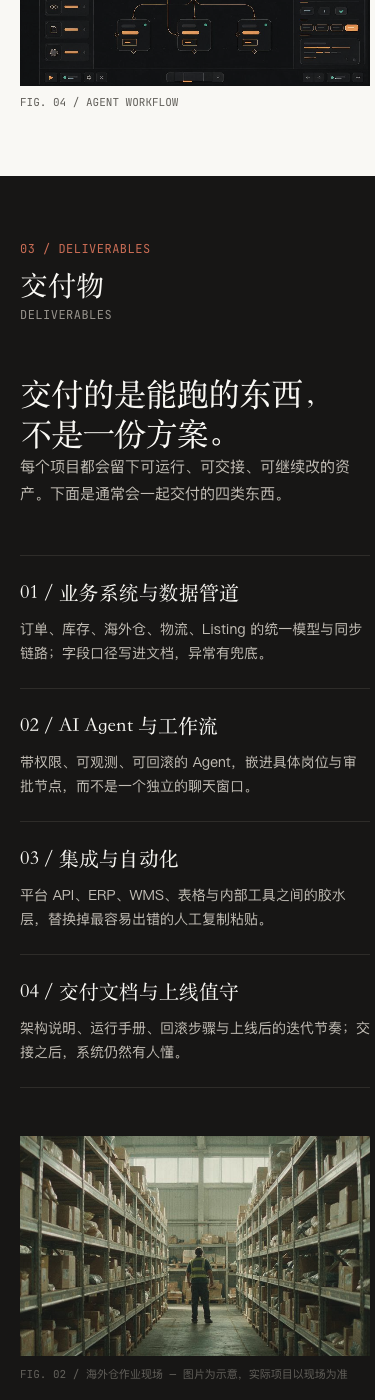 FIG. 04 / AGENT WORKFLOW
03 / DELIVERABLES
交付物
DELIVERABLES
交付的是能跑的东西，
不是一份方案。
每个项目都会留下可运行、可交接、可继续改的资
产。下面是通常会一起交付的四类东西。
01 / 业务系统与数据管道
订单、库存、海外仓、物流、Listing 的统一模型与同步
链路；字段口径写进文档，异常有兜底。
02 / AI Agent 与工作流
带权限、可观测、可回滚的 Agent，嵌进具体岗位与审
批节点，而不是一个独立的聊天窗口。
03 / 集成与自动化
平台 API、ERP、WMS、表格与内部工具之间的胶水
层，替换掉最容易出错的人工复制粘贴。
04 / 交付文档与上线值守
架构说明、运行手册、回滚步骤与上线后的迭代节奏；交
接之后，系统仍然有人懂。
FIG. 02 / 海外仓作业现场 — 图片为示意，实际项目以现场为准